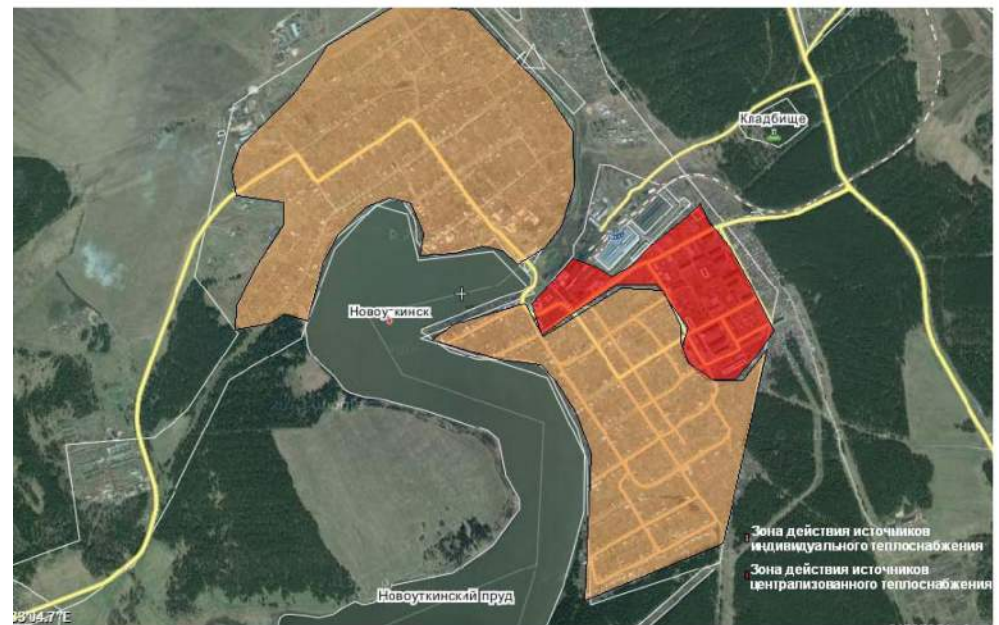 Кладбище
Новоуткинск
Зона действия источников
индивидуального теплоснабжения
Зона действия источников
централизованного теплоснабжения
Новоуткинский пруд